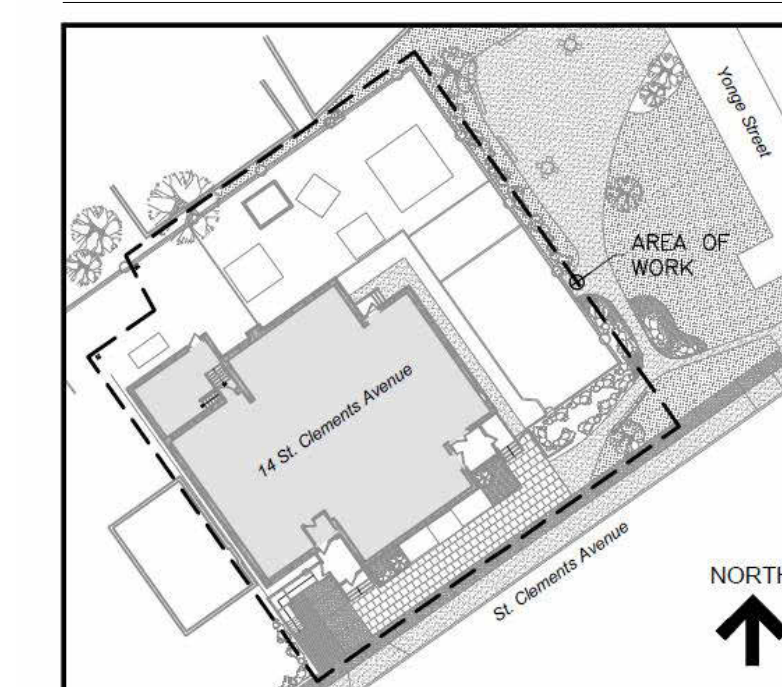 Yonge Street
AREA OF
WORK
14 St. Clements Avenue
St. Clements Avenue
NORTH